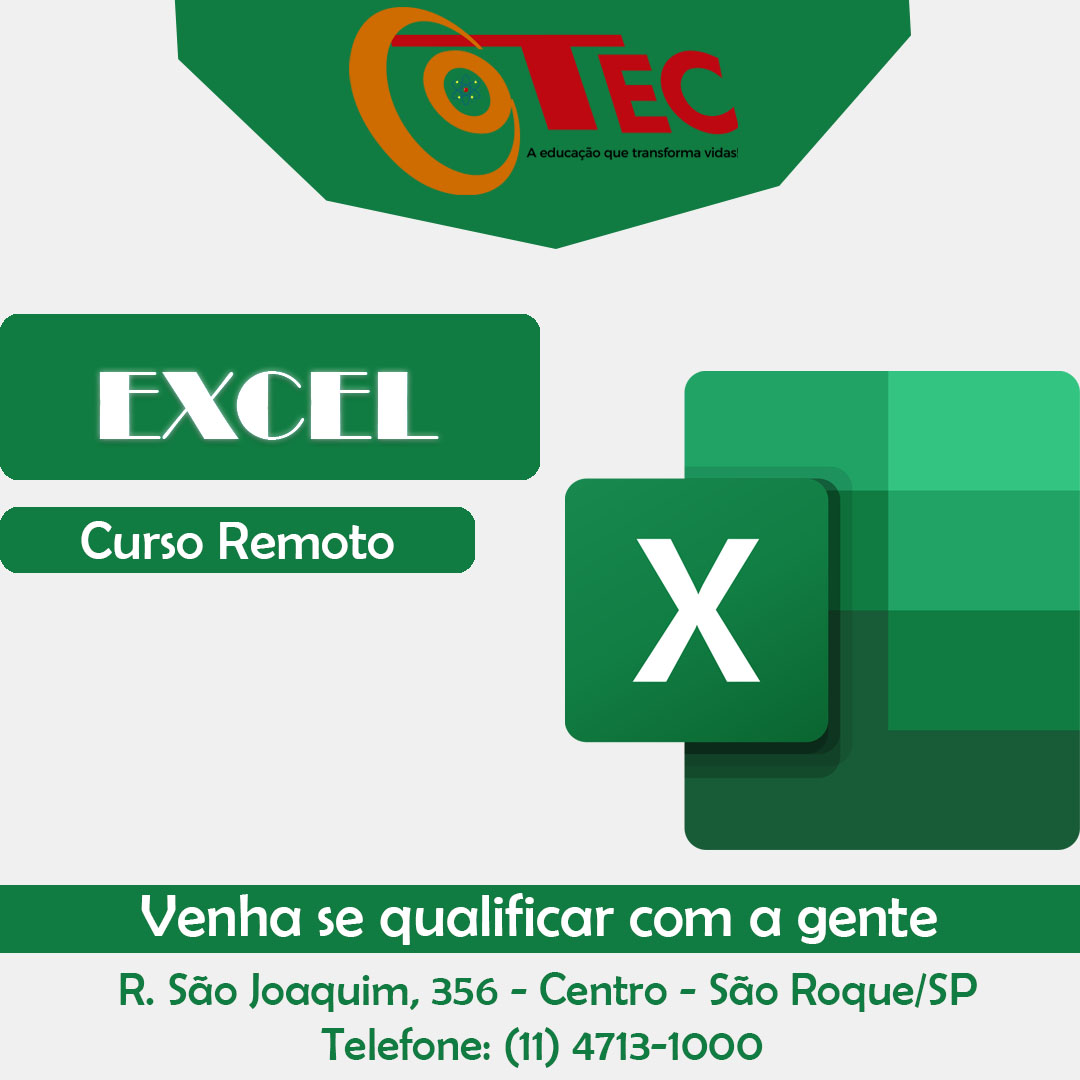 COTEC
A educação que transforma vidas!
EXCEL
Curso Remoto
X
Venha se qualificar com a gente
R. São Joaquim, 356 - Centro - São Roque/SP
Telefone: (11) 4713-1000